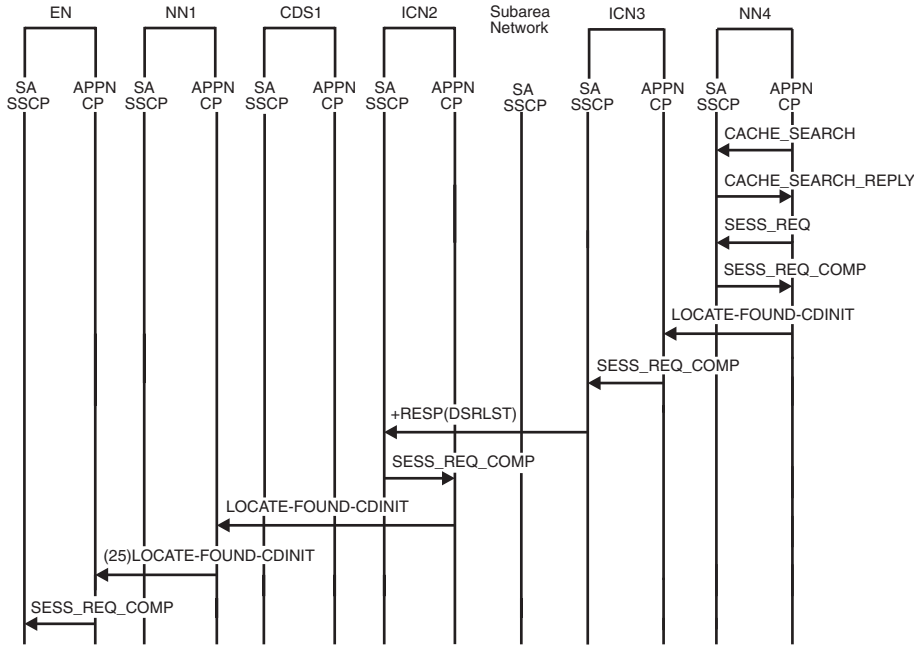 EN NN1 CDS1 ICN2 Subarea Network ICN3 NN4
SA SSCP APPN CP SA SSCP APPN CP SA SSCP APPN CP SA SSCP APPN CP SA SSCP SA SSCP APPN CP SA SSCP APPN CP
CACHE_SEARCH
CACHE_SEARCH_REPLY
SESS_REQ
SESS_REQ_COMP
LOCATE-FOUND-CDINIT
SESS_REQ_COMP
+RESP(DSRLST)
SESS_REQ_COMP
LOCATE-FOUND-CDINIT
(25)LOCATE-FOUND-CDINIT
SESS_REQ_COMP